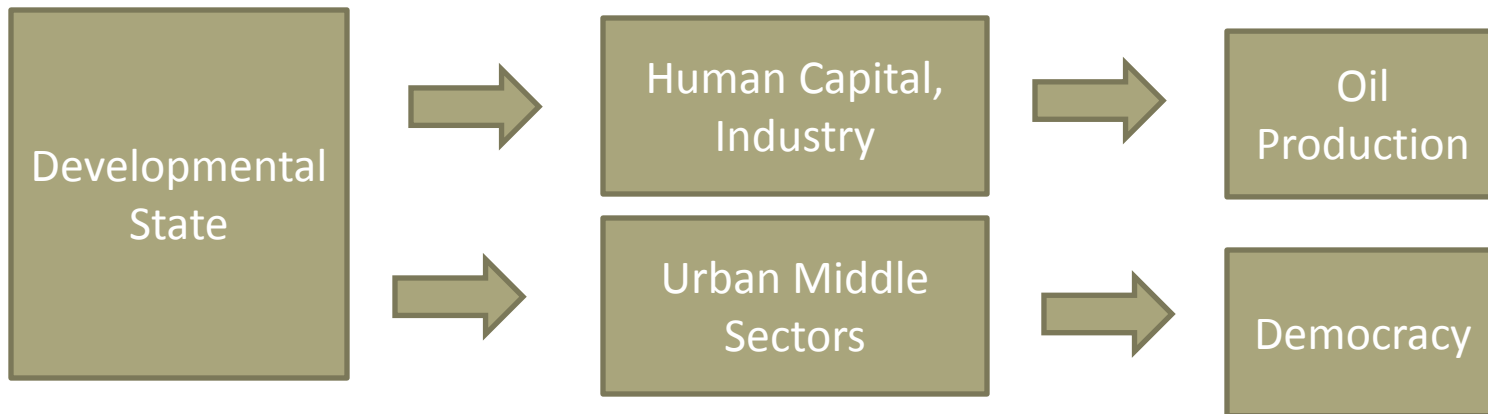 Developmental
State
Human Capital,
Industry
Oil
Production
Urban Middle
Sectors
Democracy